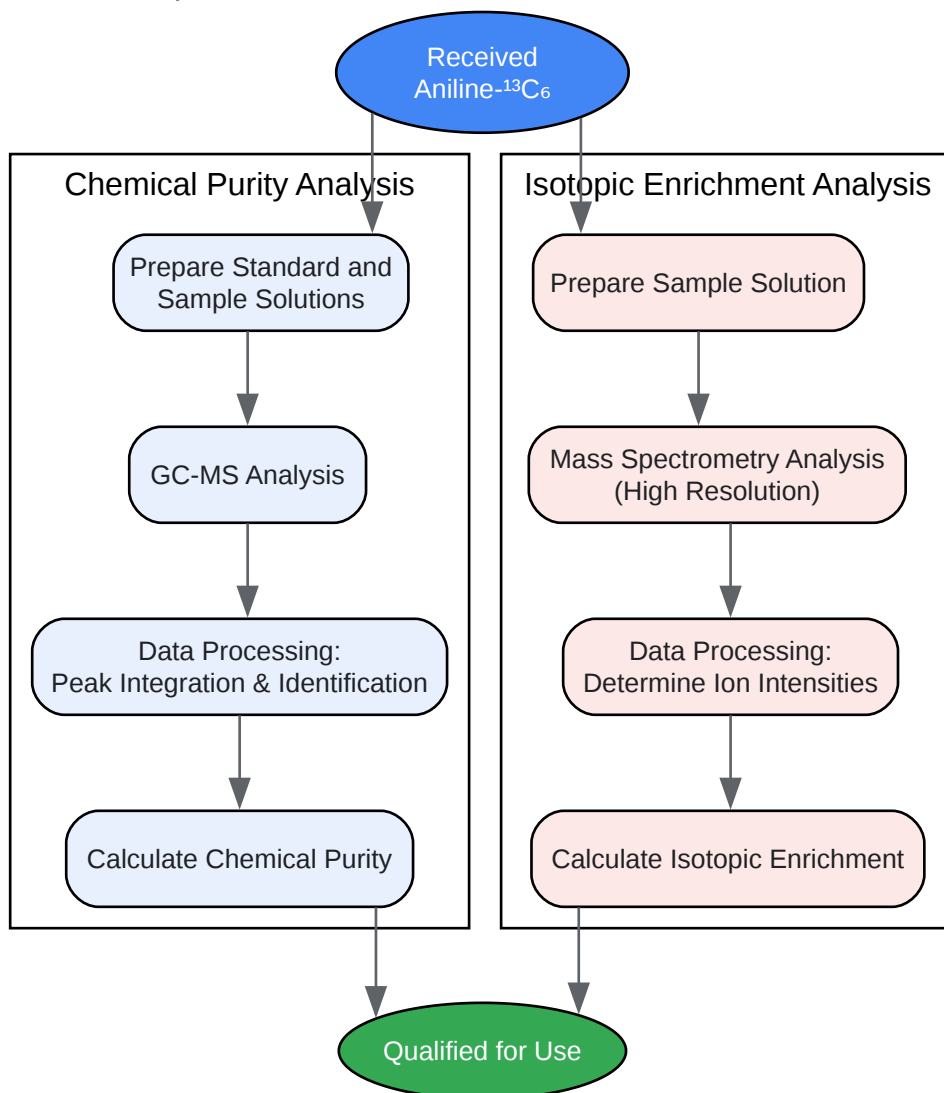 Received
Aniline-¹³C₆
Chemical Purity Analysis
Prepare Standard and
Sample Solutions
GC-MS Analysis
Data Processing:
Peak Integration & Identification
Calculate Chemical Purity
Isotopic Enrichment Analysis
Prepare Sample Solution
Mass Spectrometry Analysis
(High Resolution)
Data Processing:
Determine Ion Intensities
Calculate Isotopic Enrichment
Qualified for Use